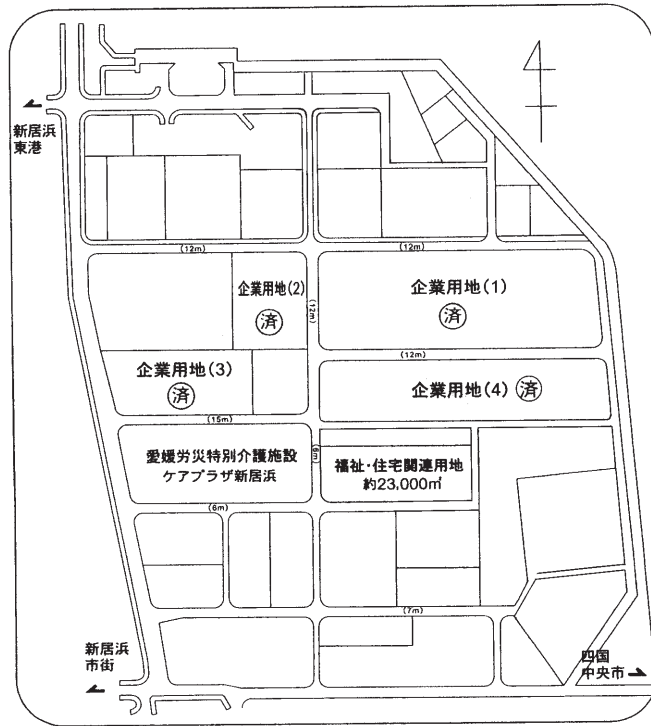 新居浜
東港
(12m)
(12m)
企業用地(2)
済
(12m)
企業用地(1)
済
(12m)
企業用地(3)
済
企業用地(4) 済
(15m)
愛媛労災特別介護施設
ケアプラザ新居浜
(6m)
福祉・住宅関連用地
約23,000㎡
(6m)
(7m)
新居浜
市街
四国
中央市